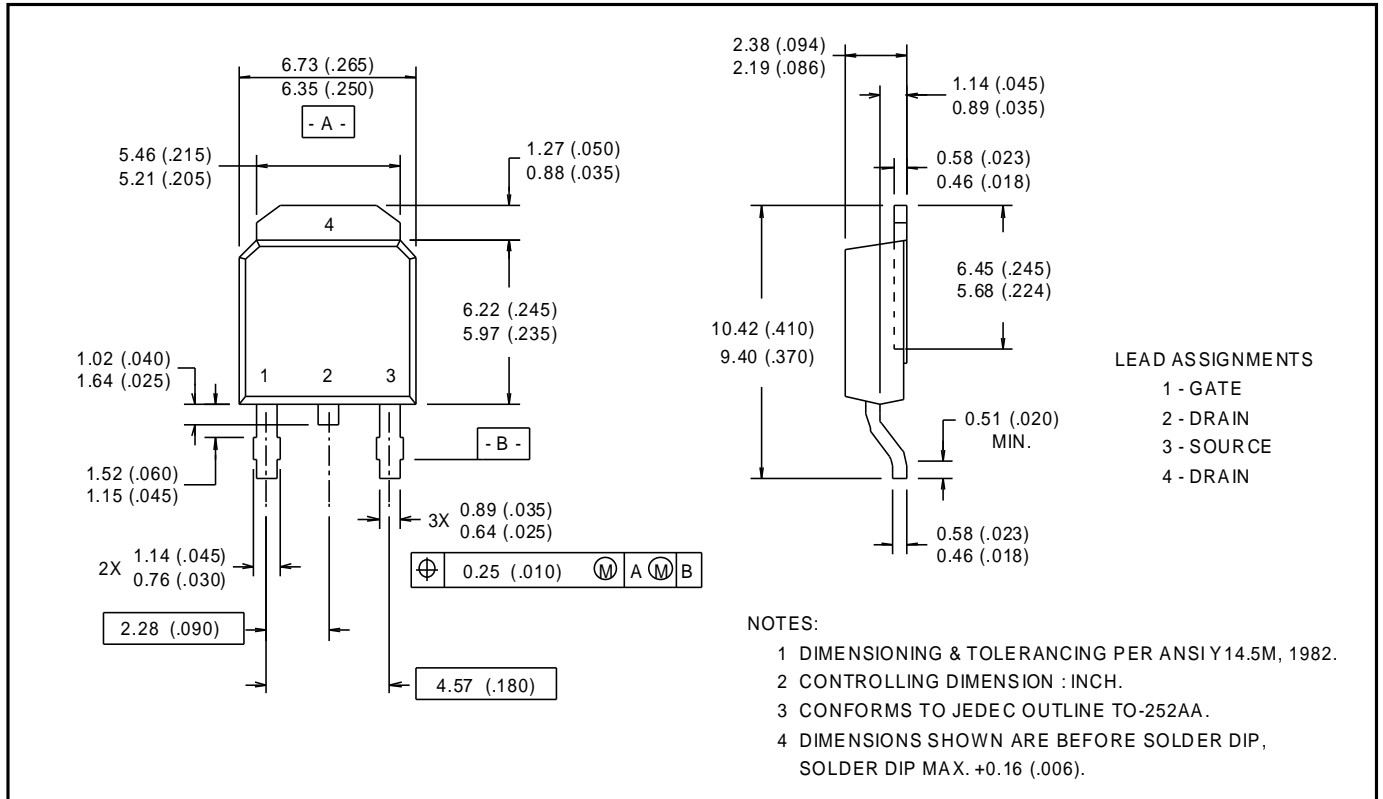 6.73 (.265)
6.35 (.250)
- A -
5.46 (.215)
5.21 (.205)
1.27 (.050)
0.88 (.035)
4
6.22 (.245)
5.97 (.235)
1.02 (.040)
1.64 (.025)
1 2 3
- B -
1.52 (.060)
1.15 (.045)
3X 0.89 (.035)
0.64 (.025)
2X 1.14 (.045)
0.76 (.030)
⌖ 0.25 (.010) Ⓜ A Ⓜ B
2.28 (.090)
4.57 (.180)
2.38 (.094)
2.19 (.086)
1.14 (.045)
0.89 (.035)
0.58 (.023)
0.46 (.018)
6.45 (.245)
5.68 (.224)
10.42 (.410)
9.40 (.370)
0.51 (.020)
MIN.
0.58 (.023)
0.46 (.018)
LEAD ASSIGNMENTS
1 - GATE
2 - DRAIN
3 - SOURCE
4 - DRAIN
NOTES:
1 DIMENSIONING & TOLERANCING PER ANSI Y14.5M, 1982.
2 CONTROLLING DIMENSION : INCH.
3 CONFORMS TO JEDEC OUTLINE TO-252AA.
4 DIMENSIONS SHOWN ARE BEFORE SOLDER DIP,
SOLDER DIP MAX. +0.16 (.006).